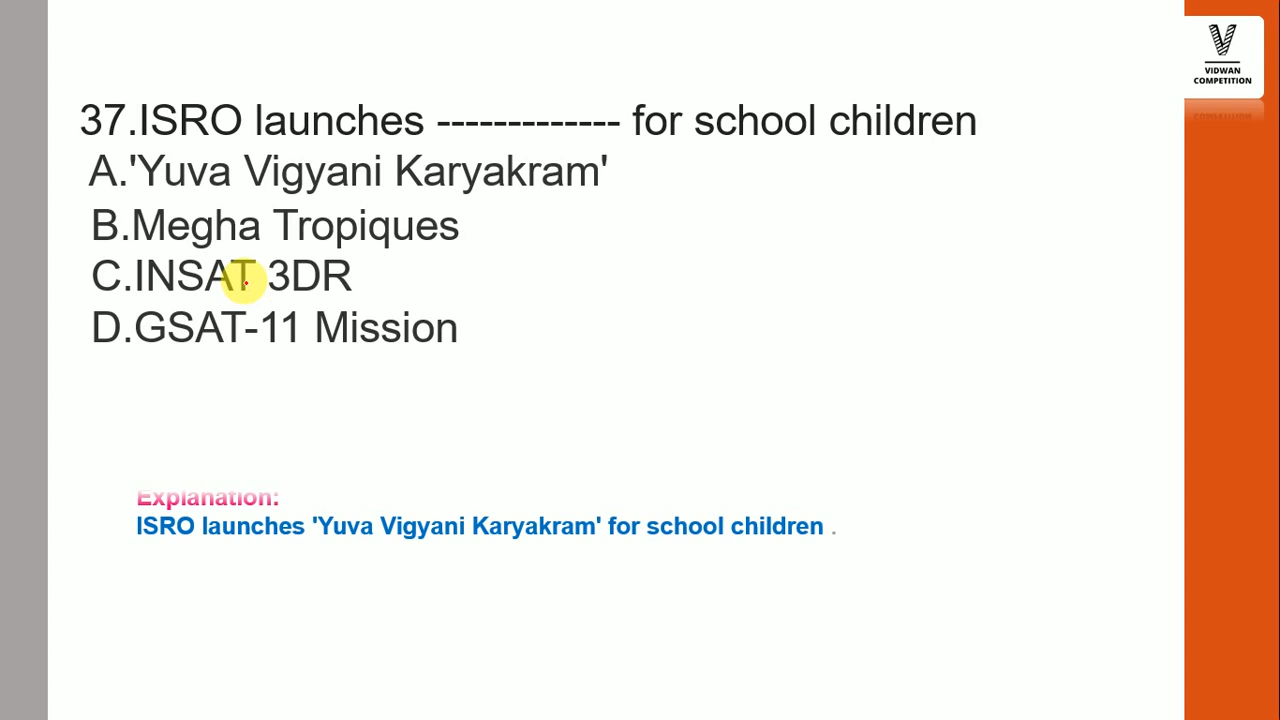 VIDWAN
COMPETITION
37.ISRO launches ------------- for school children
A.'Yuva Vigyani Karyakram'
B.Megha Tropiques
C.INSAT 3DR
D.GSAT-11 Mission
Explanation:
ISRO launches 'Yuva Vigyani Karyakram' for school children .